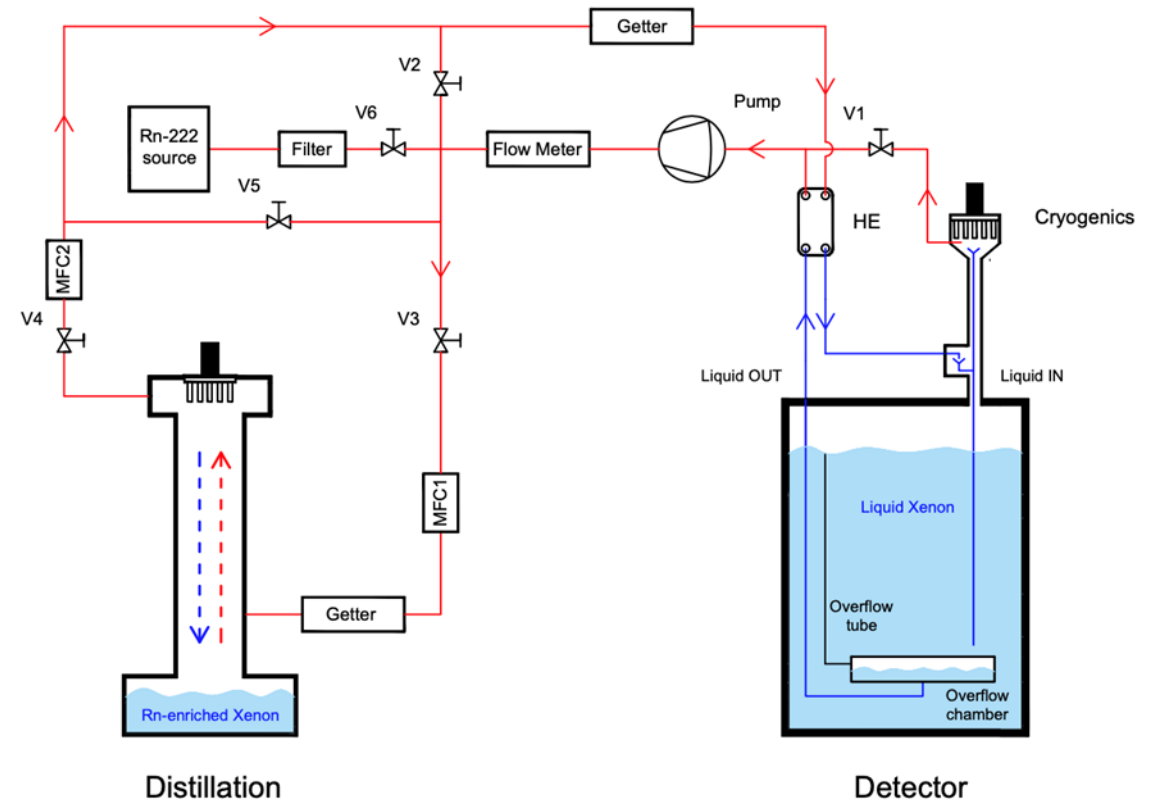 Getter
V2
Pump
V6
V1
Rn-222
source
Filter
Flow Meter
V5
HE
Cryogenics
MFC2
V4
V3
Liquid OUT
Liquid IN
MFC1
Liquid Xenon
Getter
Overflow
tube
Overflow
chamber
Rn-enriched Xenon
Distillation
Detector